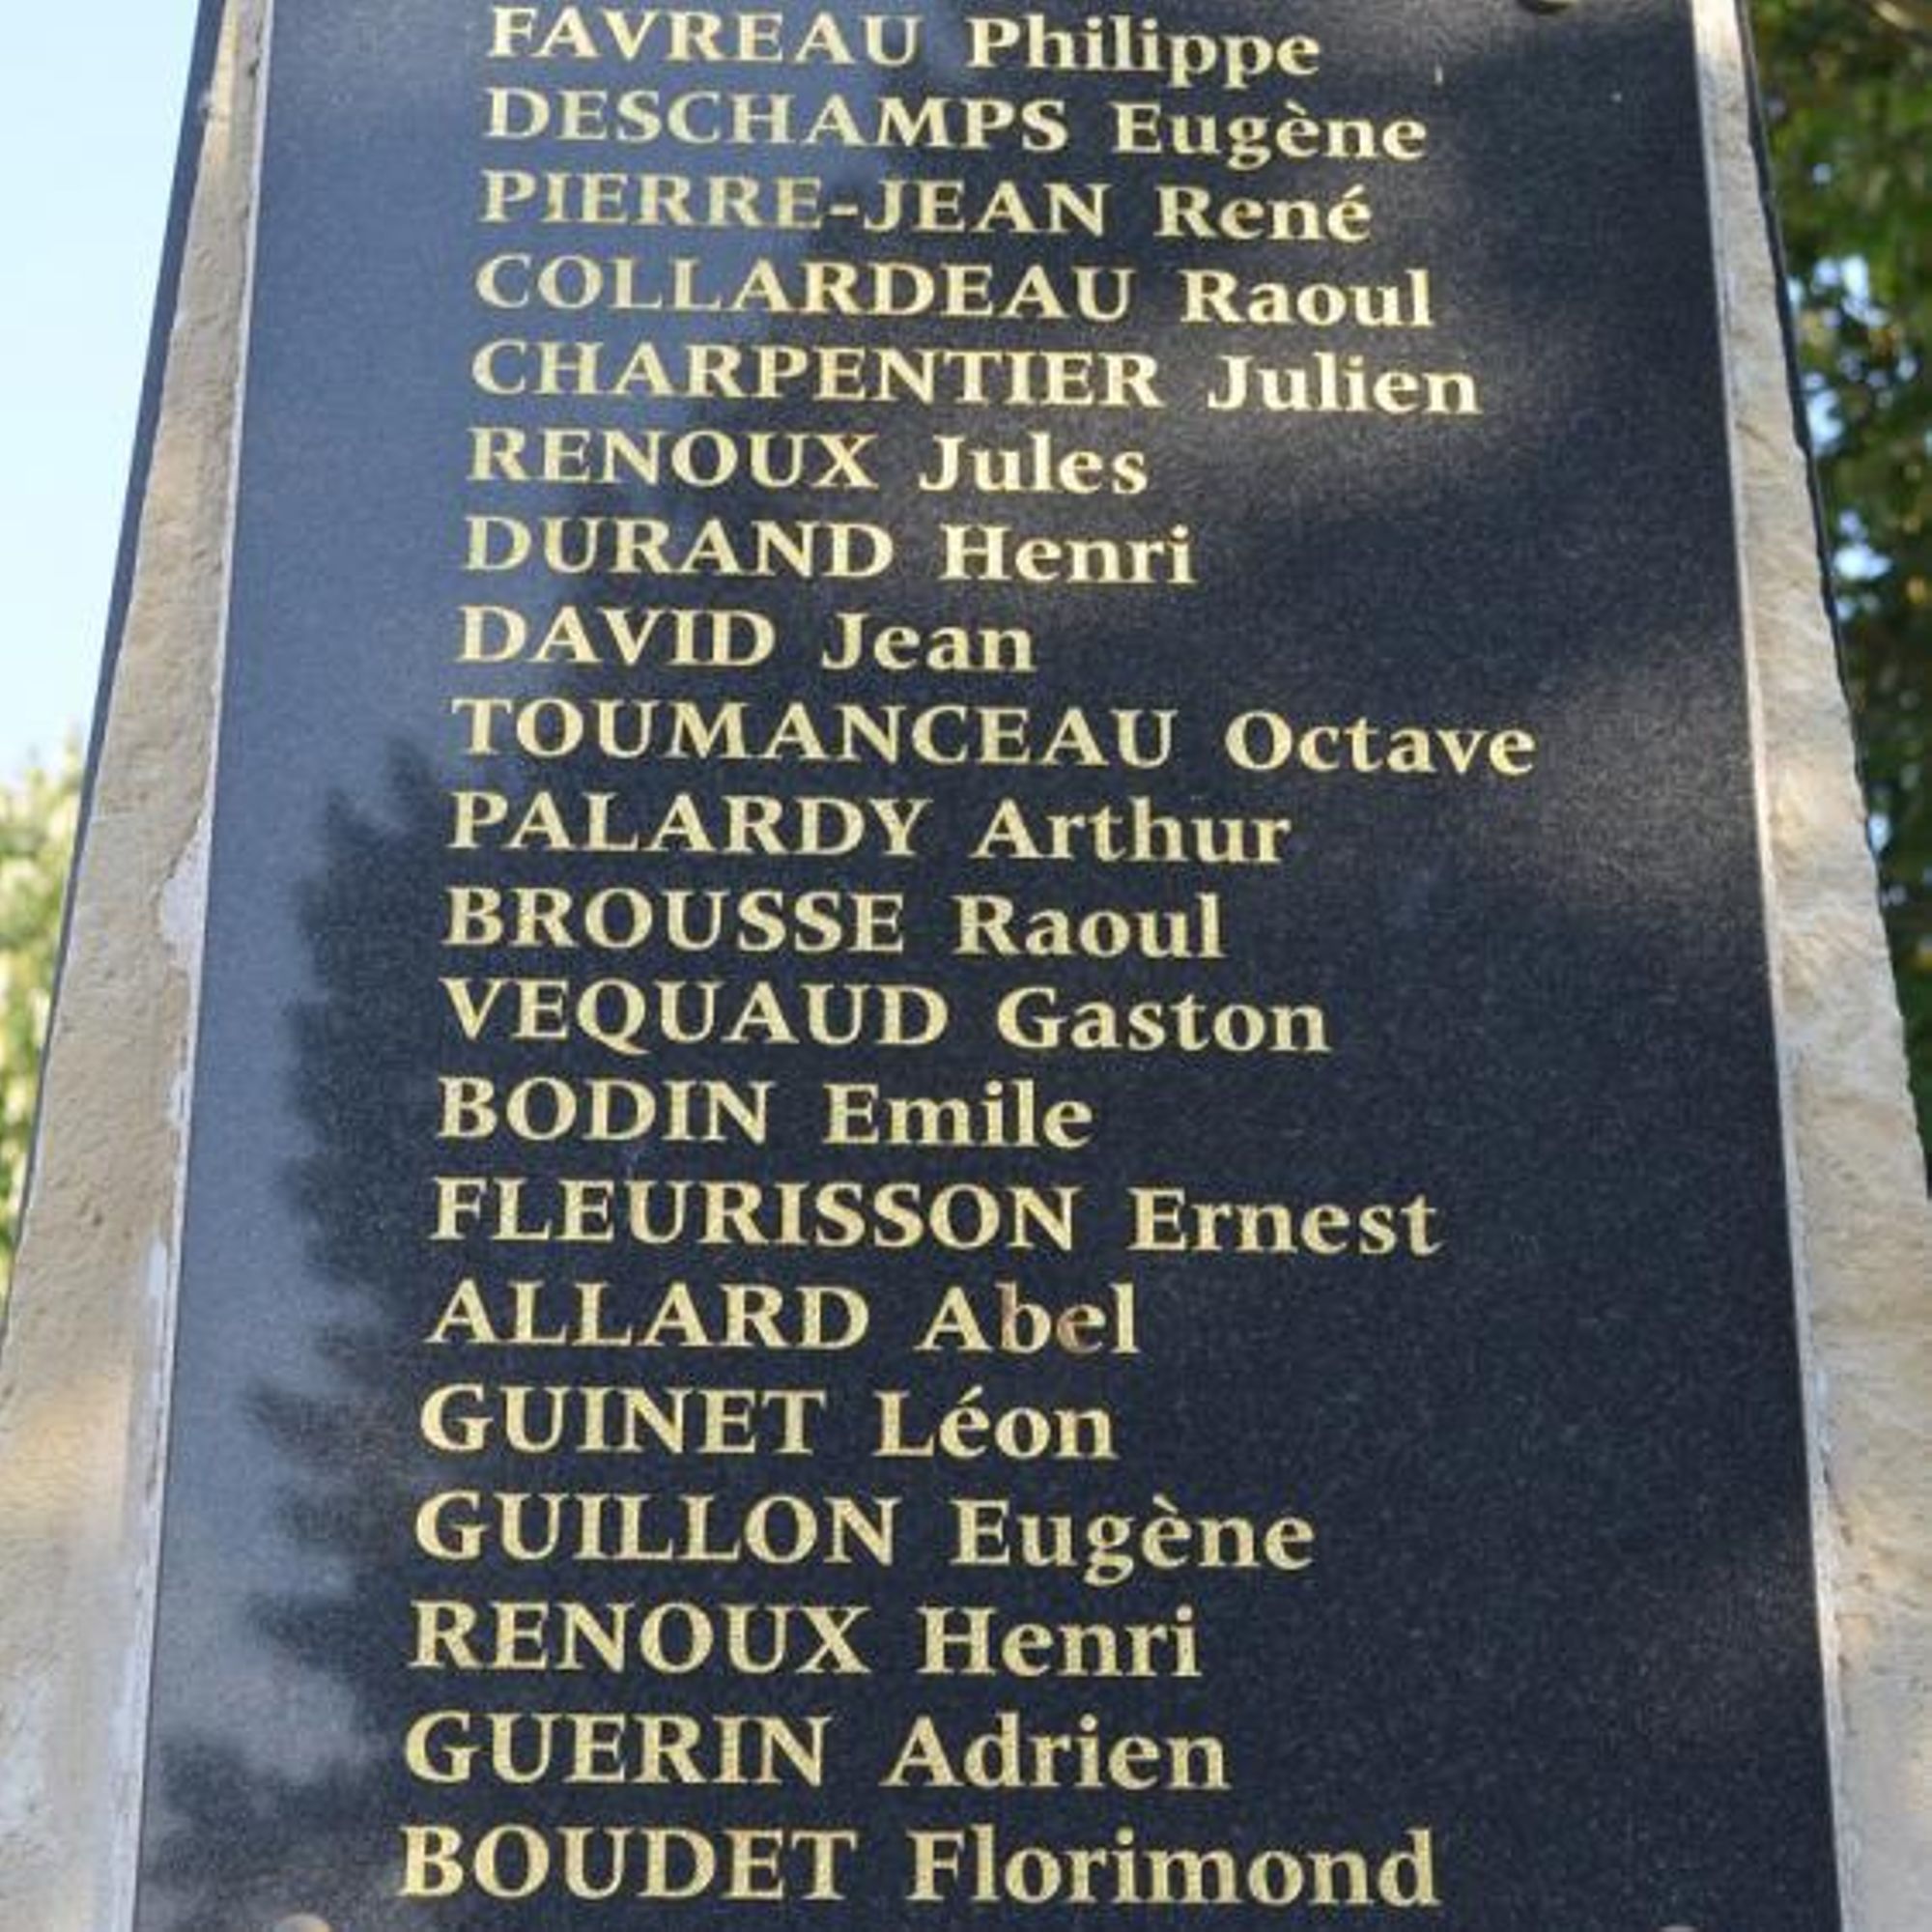 FAVREAU Philippe
DESCHAMPS Eugène
PIERRE-JEAN René
COLLARDEAU Raoul
CHARPENTIER Julien
RENOUX Jules
DURAND Henri
DAVID Jean
TOUMANCEAU Octave
PALARDY Arthur
BROUSSE Raoul
VEQUAUD Gaston
BODIN Emile
FLEURISSON Ernest
ALLARD Abel
GUINET Léon
GUILLON Eugène
RENOUX Henri
GUERIN Adrien
BOUDET Florimond